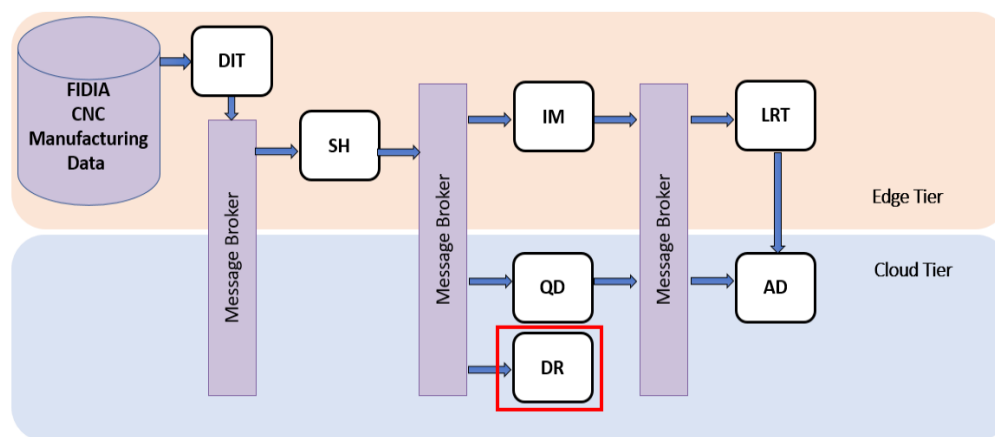 FIDIA
CNC
Manufacturing
Data
DIT
Message Broker
SH
Message Broker
IM
QD
DR
Message Broker
LRT
AD
Edge Tier
Cloud Tier